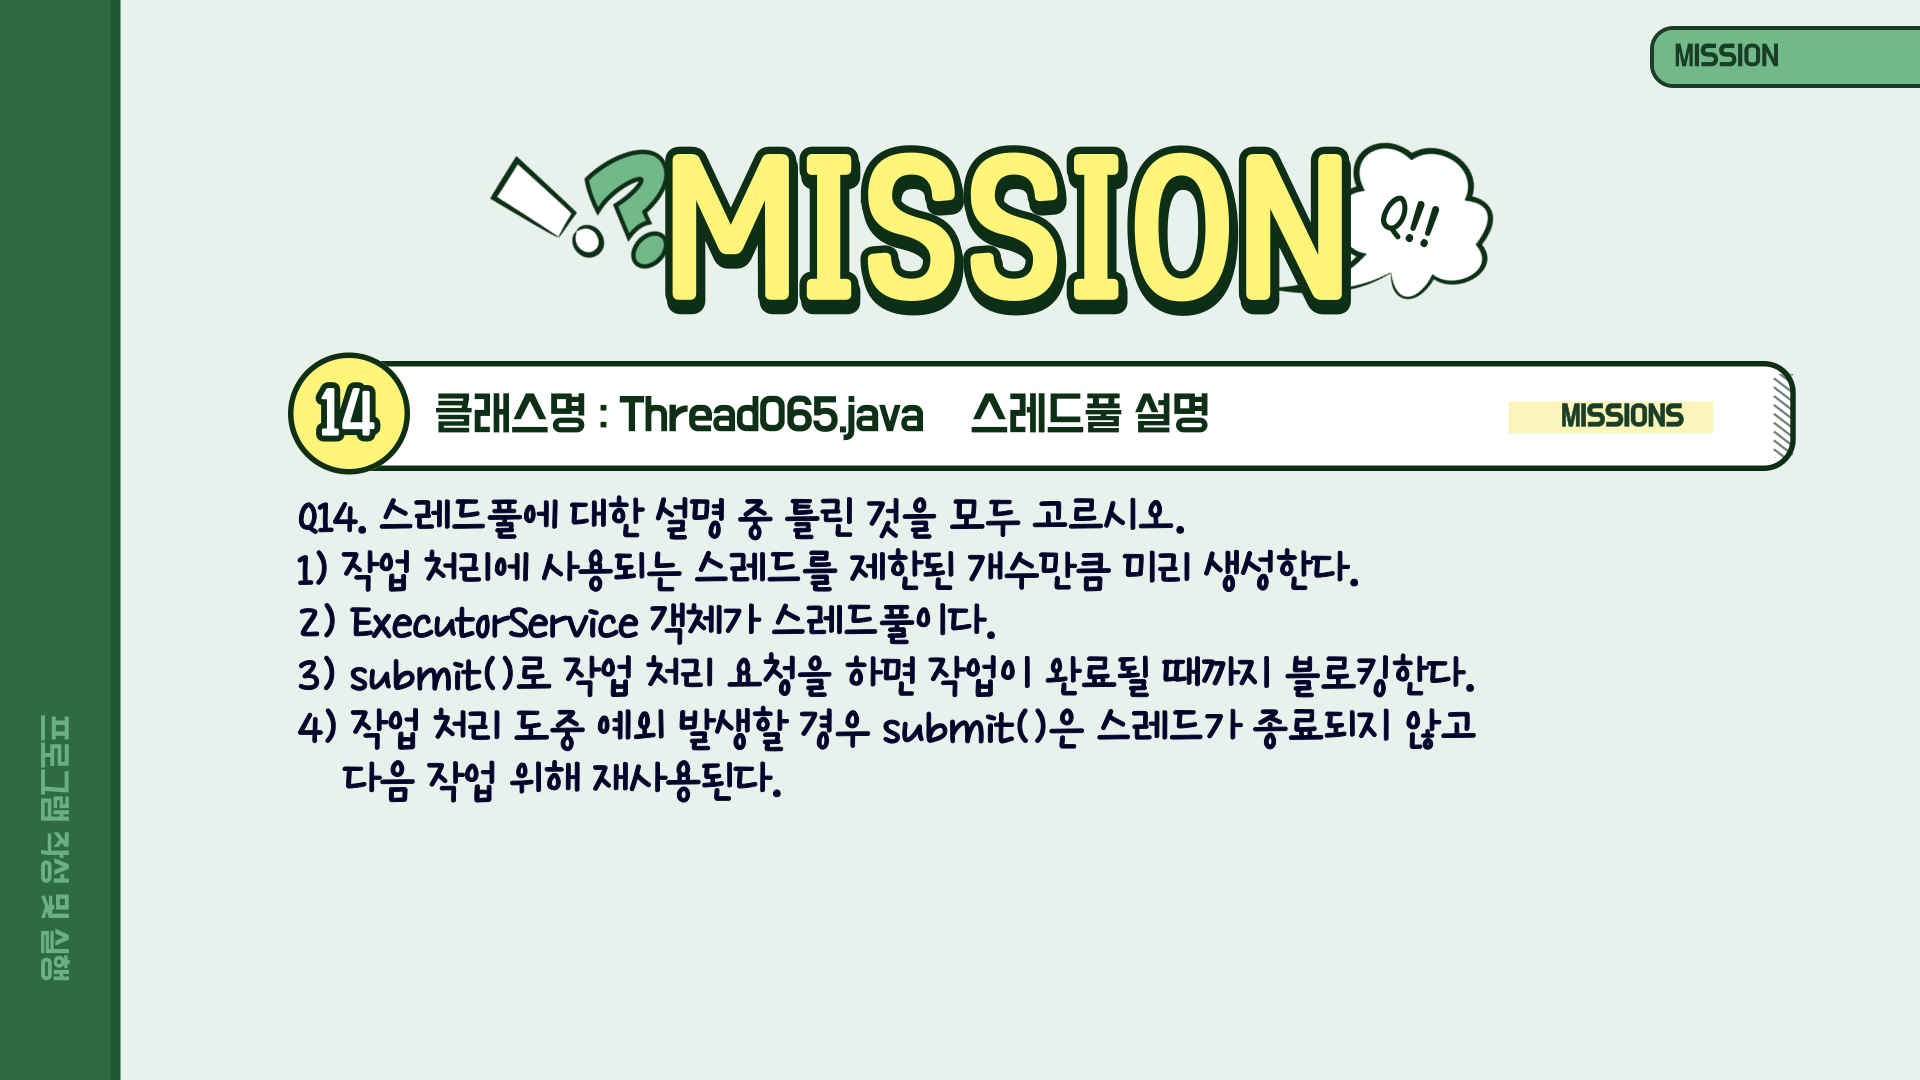 MISSION
!?MISSION
Q!!
14 클래스명 : Thread065.java 스레드풀 설명 MISSIONS
Q14. 스레드풀에 대한 설명 중 틀린 것을 모두 고르시오.
1) 작업 처리에 사용되는 스레드를 제한된 개수만큼 미리 생성한다.
2) ExecutorService 객체가 스레드풀이다.
3) submit()로 작업 처리 요청을 하면 작업이 완료될 때까지 블로킹한다.
4) 작업 처리 도중 예외 발생할 경우 submit()은 스레드가 종료되지 않고
다음 작업 위해 재사용된다.
프로그램 작성 및 실행